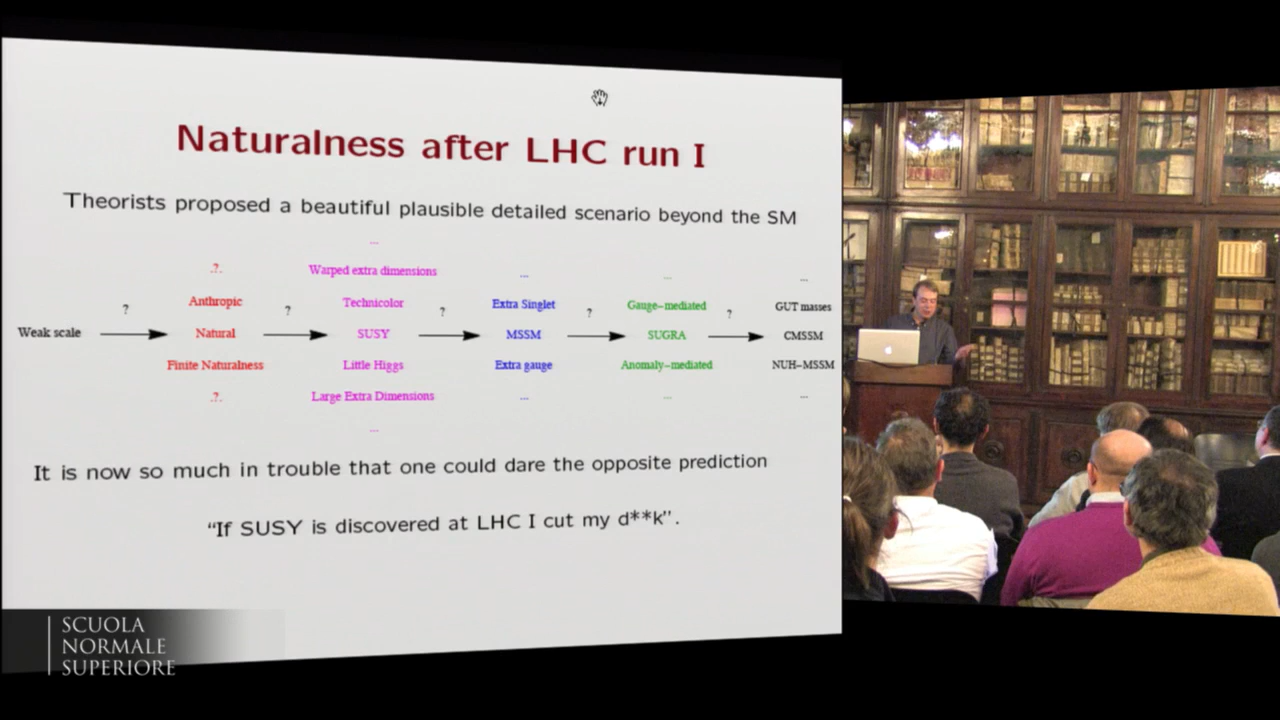 Naturalness after LHC run I
Theorists proposed a beautiful plausible detailed scenario beyond the SM
...
.?. Warped extra dimensions ... ... ...
? Anthropic ? Technicolor ? Extra Singlet ? Gauge-mediated ? GUT masses
Weak scale Natural SUSY MSSM SUGRA CMSSM
Finite Naturalness Little Higgs Extra gauge Anomaly-mediated NUH-MSSM
.?. Large Extra Dimensions ... ... ...
...
It is now so much in trouble that one could dare the opposite prediction
“If SUSY is discovered at LHC I cut my d**k”.
SCUOLA
NORMALE
SUPERIORE